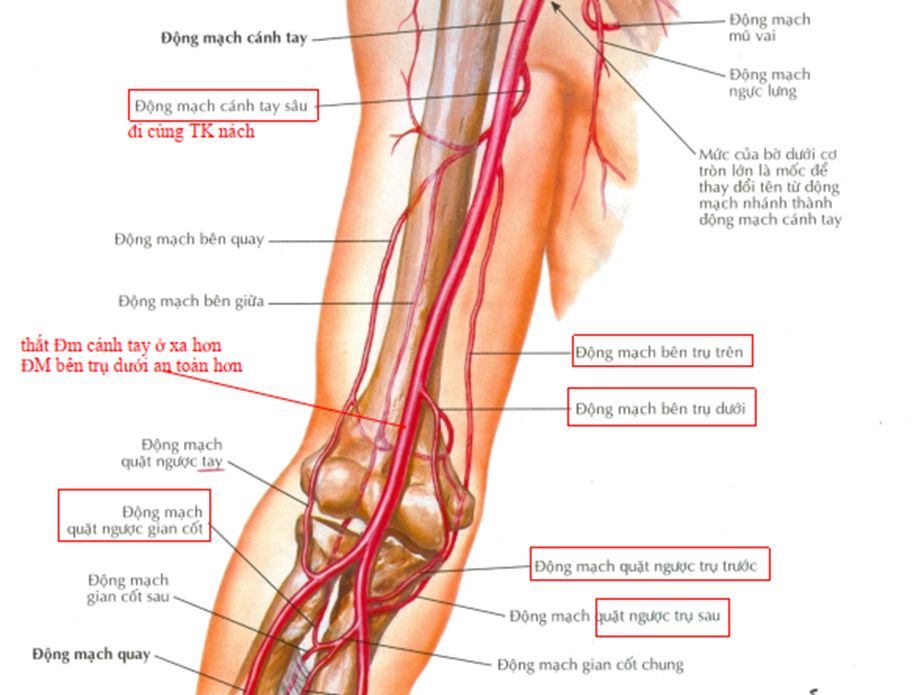 Động mạch cánh tay
Động mạch cánh tay sâu
đi cùng TK nách
Động mạch bên quay
Động mạch bên giữa
thắt Đm cánh tay ở xa hơn
ĐM bên trụ dưới an toàn hơn
Động mạch
quặt ngược tay
Động mạch
quặt ngược gian cốt
Động mạch
gian cốt sau
Động mạch quay
Động mạch
mũ vai
Động mạch
ngực lưng
Mức của bờ dưới cơ
tròn lớn là mốc để
thay đổi tên từ động
mạch nhánh thành
động mạch cánh tay
Động mạch bên trụ trên
Động mạch bên trụ dưới
Động mạch quặt ngược trụ trước
Động mạch quặt ngược trụ sau
Động mạch gian cốt chung